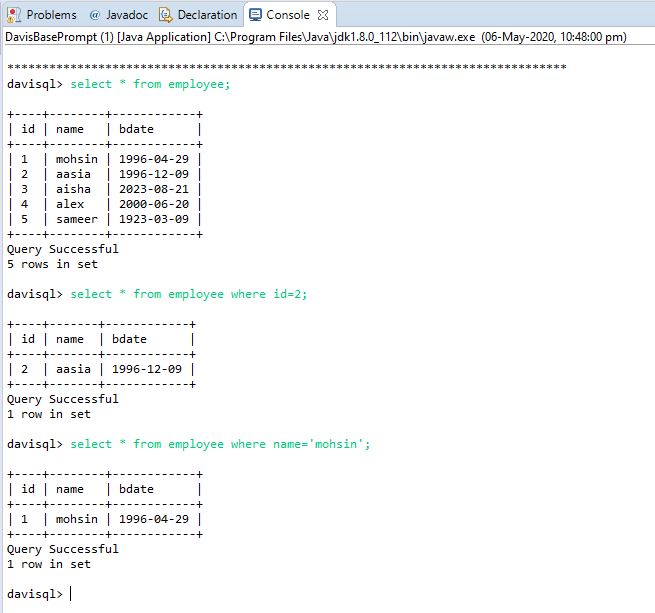 Problems @ Javadoc Declaration Console
DavisBasePrompt (1) [Java Application] C:\Program Files\Java\jdk1.8.0_112\bin\javaw.exe (06-May-2020, 10:48:00 pm)
********************************************************************************
davisql> select * from employee;
+----+--------+------------+
| id | name   | bdate      |
+----+--------+------------+
| 1  | mohsin | 1996-04-29 |
| 2  | aasia  | 1996-12-09 |
| 3  | aisha  | 2023-08-21 |
| 4  | alex   | 2000-06-20 |
| 5  | sameer | 1923-03-09 |
+----+--------+------------+
Query Successful
5 rows in set
davisql> select * from employee where id=2;
+----+-------+------------+
| id | name  | bdate      |
+----+-------+------------+
| 2  | aasia | 1996-12-09 |
+----+-------+------------+
Query Successful
1 row in set
davisql> select * from employee where name='mohsin';
+----+--------+------------+
| id | name   | bdate      |
+----+--------+------------+
| 1  | mohsin | 1996-04-29 |
+----+--------+------------+
Query Successful
1 row in set
davisql>